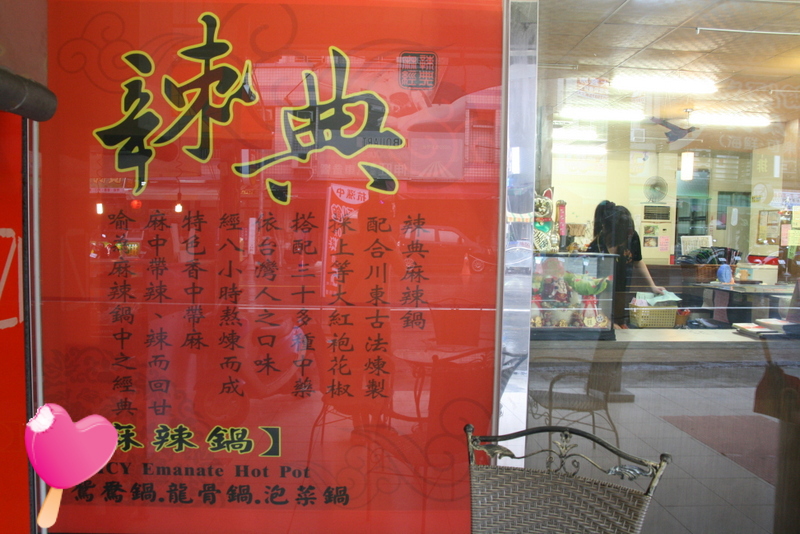 辣典
辣典麻辣鍋
配合川東古法煉製
採上等大紅袍花椒
搭配三十多種中藥
依台灣人之口味
經八小時熬煉而成
特色香中帶麻
麻中帶辣、辣而回甘
喻為麻辣鍋中之經典
麻辣鍋】
ICY Emanate Hot Pot
鴛鴦鍋.龍骨鍋.泡菜鍋